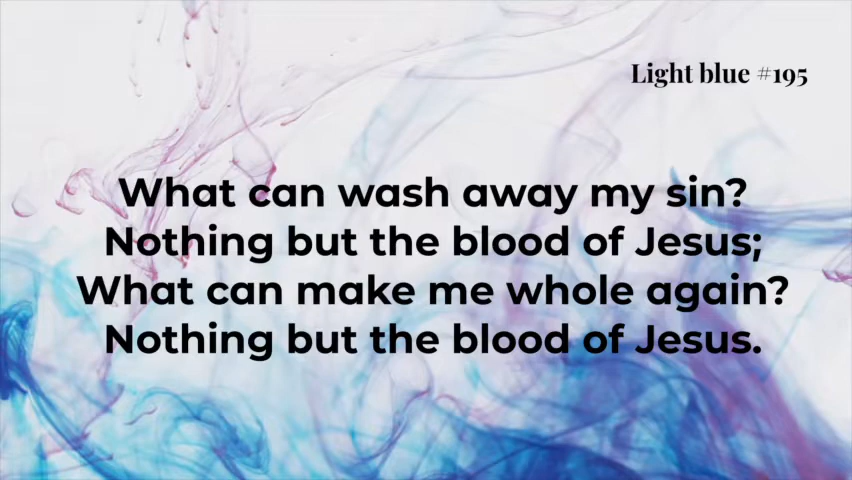 Light blue #195
What can wash away my sin?
Nothing but the blood of Jesus;
What can make me whole again?
Nothing but the blood of Jesus.